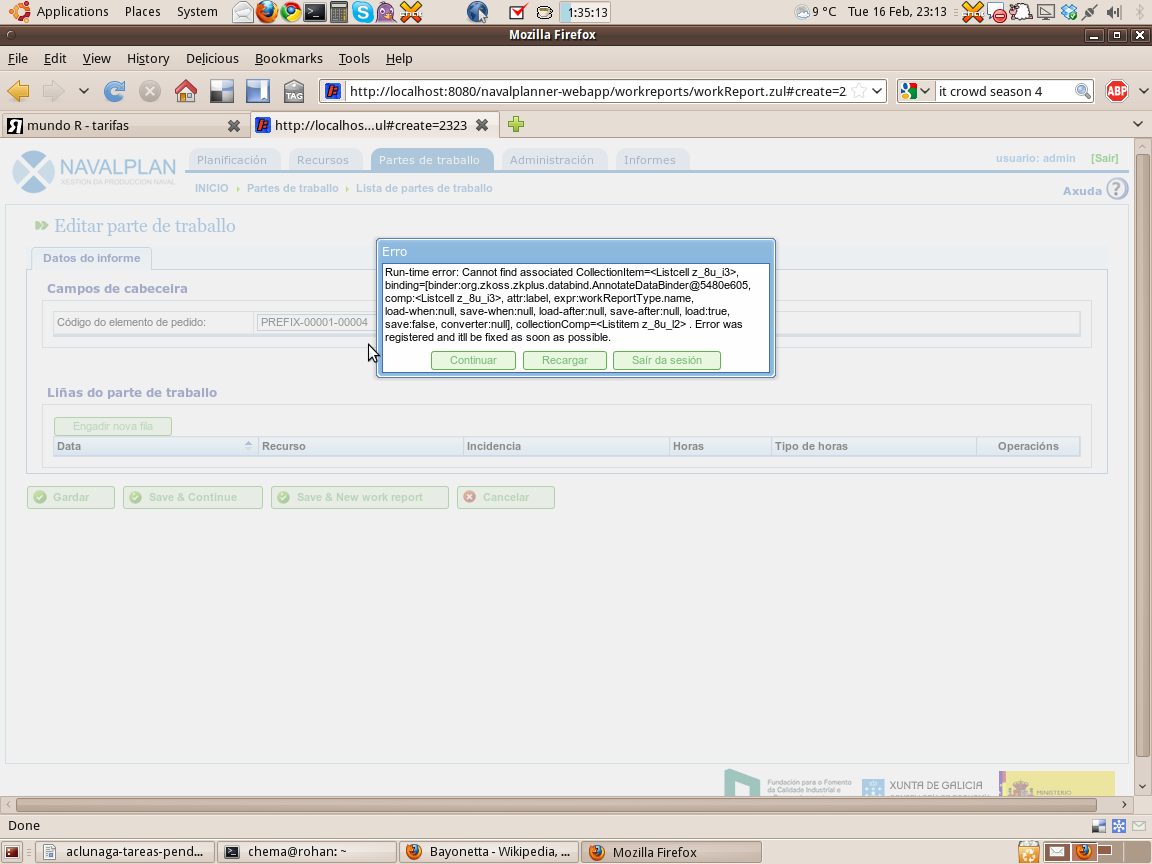 Applications Places System 1:35:13 9 °C Tue 16 Feb, 23:13
Mozilla Firefox
File Edit View History Delicious Bookmarks Tools Help
TAG http://localhost:8080/navalplanner-webapp/workreports/workReport.zul#create=2 it crowd season 4 ABP
mundo R - tarifas http://localhos...ul#create=2323
NAVALPLAN
XESTIÓN DA PRODUCCIÓN NAVAL
Planificación Recursos Partes de traballo Administración Informes usuario: admin [Sair]
INICIO Partes de traballo Lista de partes de traballo Axuda ?
Editar parte de traballo
Datos do informe
Campos de cabeceira
Código do elemento de pedido: PREFIX-00001-00004
Erro
Run-time error: Cannot find associated CollectionItem=<Listcell z_8u_i3>,
binding=[binder:org.zkoss.zkplus.databind.AnnotateDataBinder@5480e605,
comp:<Listcell z_8u_i3>, attr:label, expr:workReportType.name,
load-when:null, save-when:null, load-after:null, save-after:null, load:true,
save:false, converter:null], collectionComp=<Listitem z_8u_l2> . Error was
registered and itll be fixed as soon as possible.
Continuar Recargar Saír da sesión
Liñas do parte de traballo
Engadir nova fila
Data Recurso Incidencia Horas Tipo de horas Operacións
Gardar Save & Continue Save & New work report Cancelar
Fundación para o Fomento
da Calidade Industrial e
XUNTA DE GALICIA
MINISTERIO
Done
aclunaga-tareas-pend... chema@rohan: ~ Bayonetta - Wikipedia, ... Mozilla Firefox